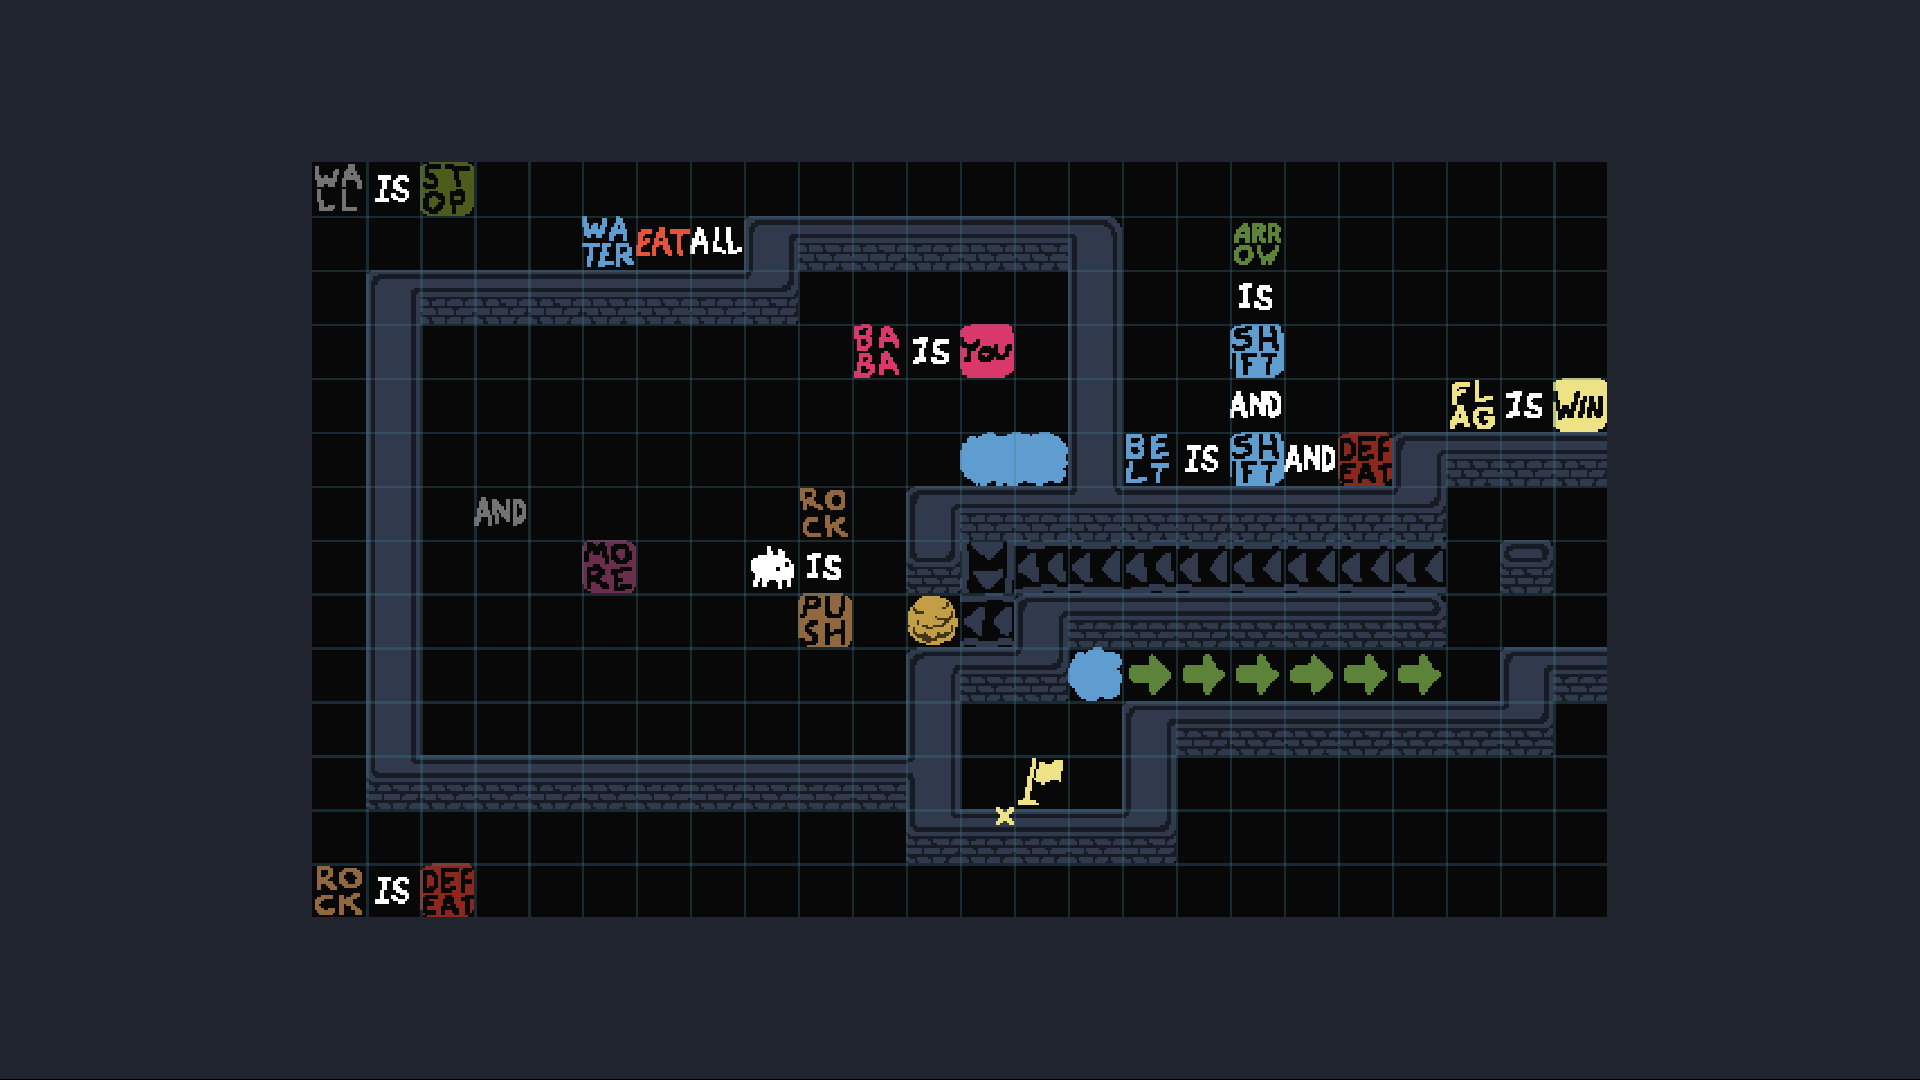 WALL IS STOP
WATER EAT ALL
ARROW
IS
BABA IS YOU
SHIFT
AND
FLAG IS WIN
BELT IS SHIFT AND DEFEAT
AND
ROCK
MORE
IS
PUSH
ROCK IS DEFEAT